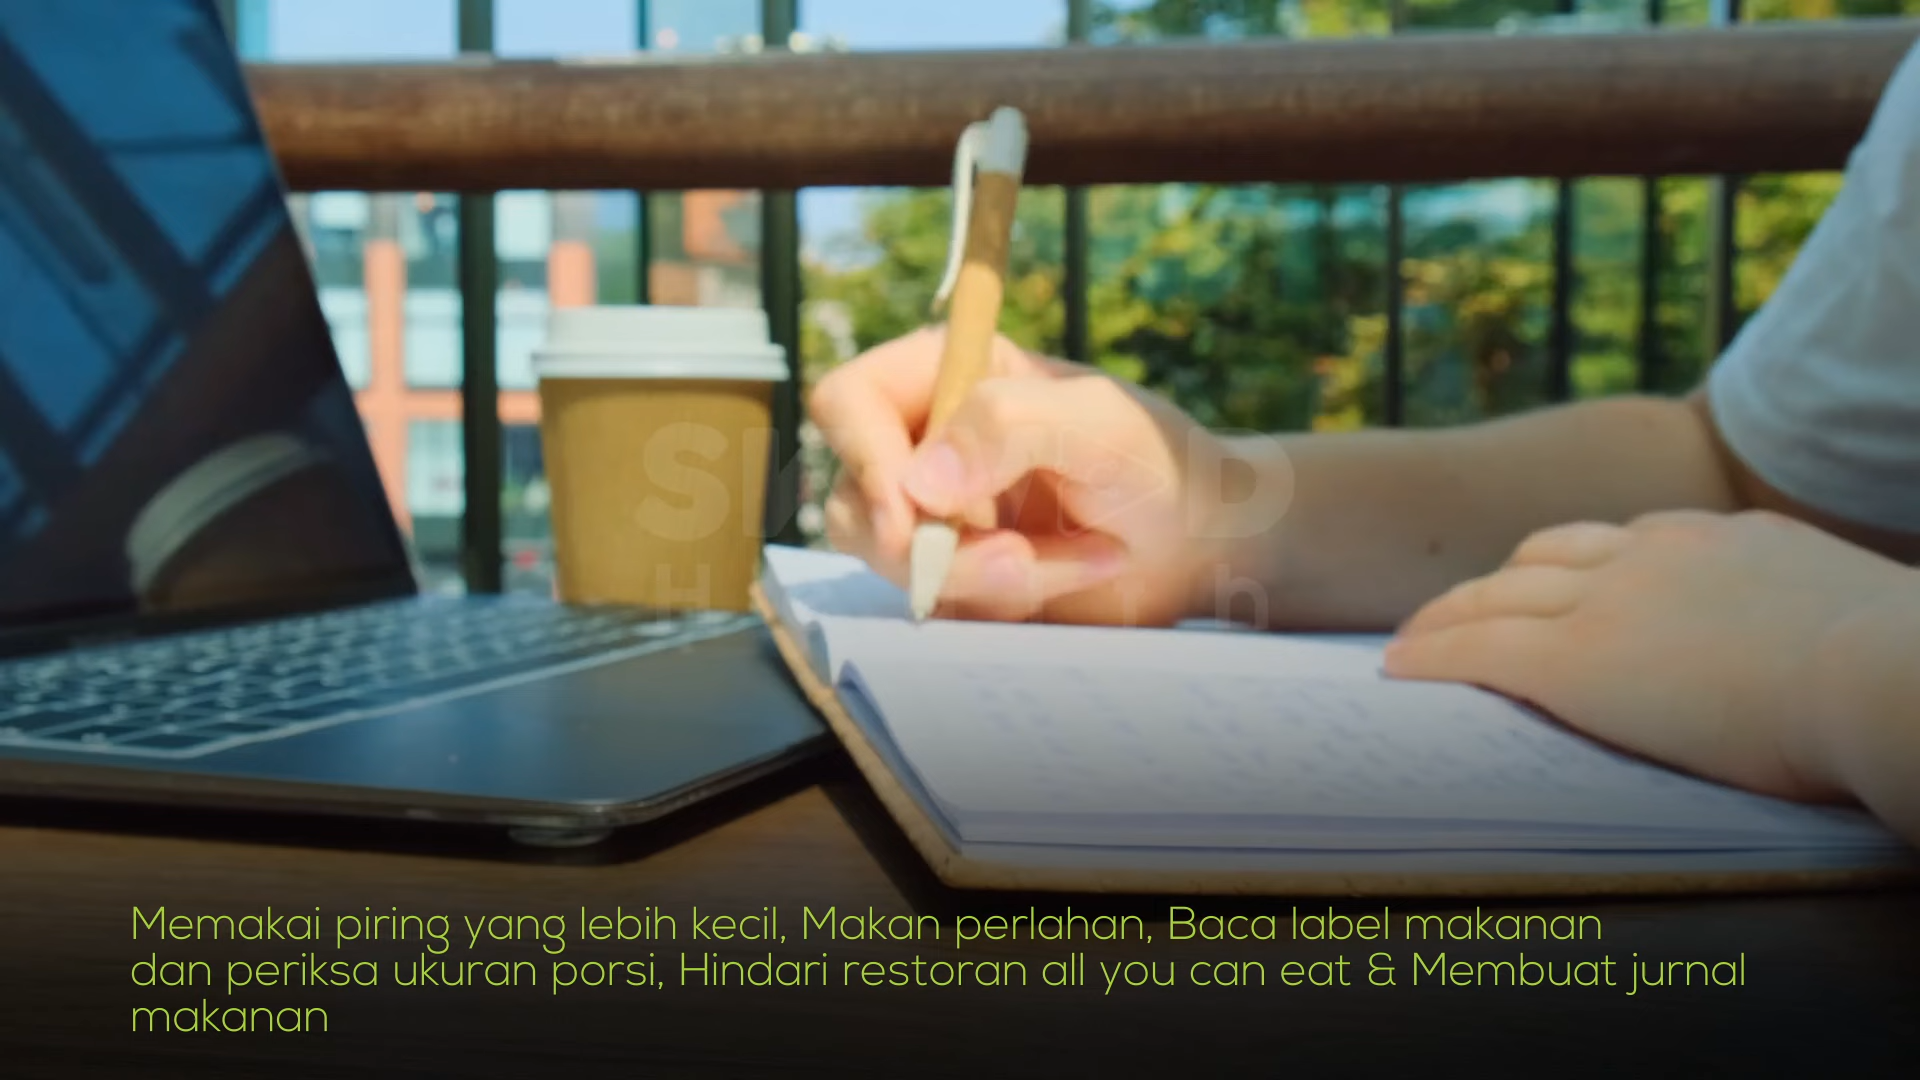 Memakai piring yang lebih kecil, Makan perlahan, Baca label makanan
dan periksa ukuran porsi, Hindari restoran all you can eat & Membuat jurnal
makanan